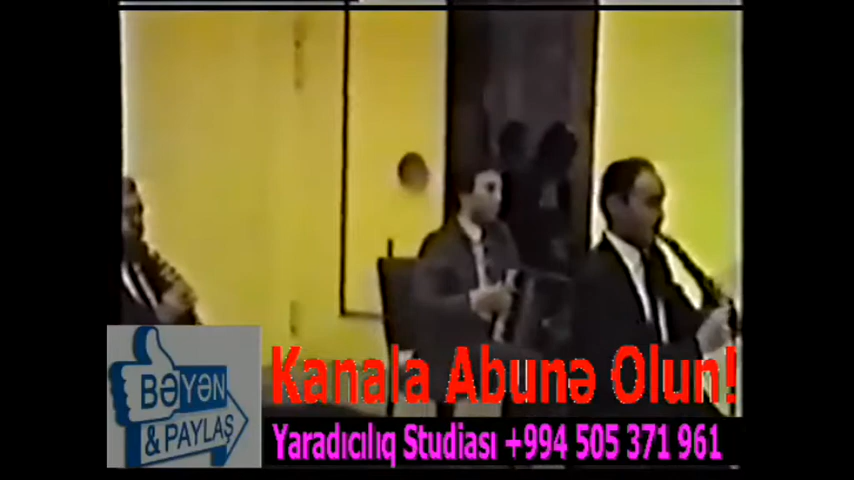 Kanala Abunə Olun!
BƏYƏN
& PAYLAŞ
Yaradıcılıq Studiası +994 505 371 961